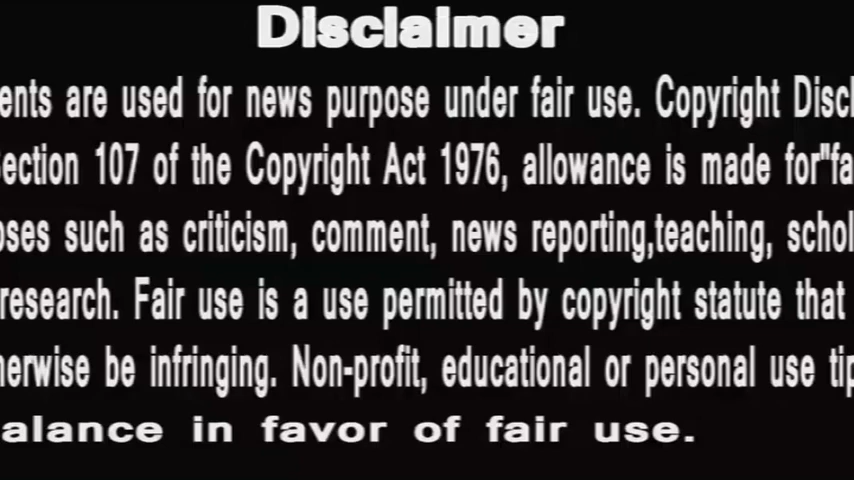 Disclaimer
ents are used for news purpose under fair use. Copyright Discl
ection 107 of the Copyright Act 1976, allowance is made for"fa
oses such as criticism, comment, news reporting,teaching, schol
research. Fair use is a use permitted by copyright statute that
herwise be infringing. Non-profit, educational or personal use tip
alance in favor of fair use.